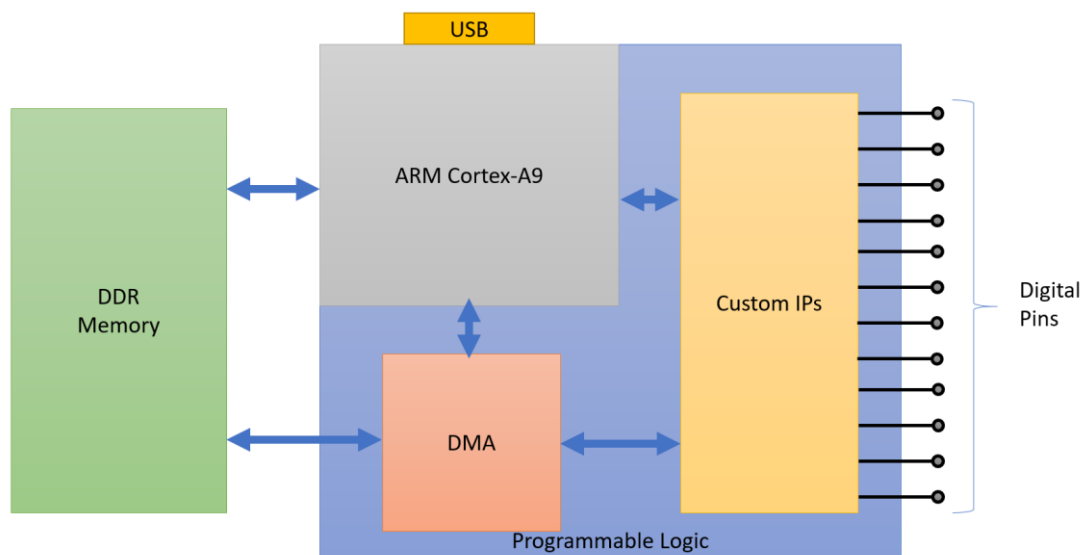 USB
ARM Cortex-A9
DDR
Memory
Custom IPs
Digital
Pins
DMA
Programmable Logic